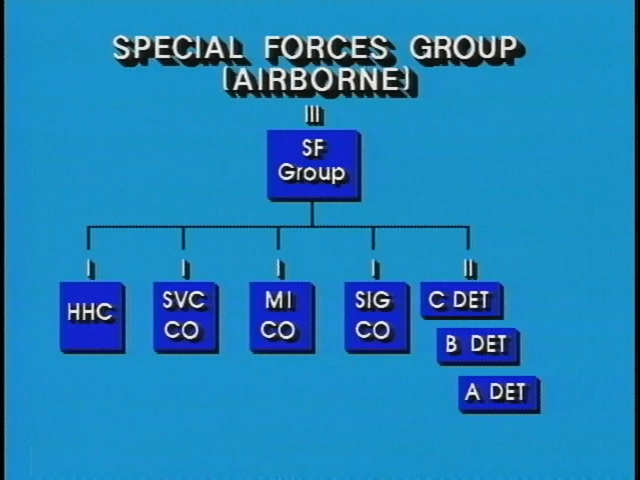 SPECIAL FORCES GROUP
(AIRBORNE)
III
SF
Group
I I I I II
HHC
SVC
CO
MI
CO
SIG
CO
C DET
B DET
A DET